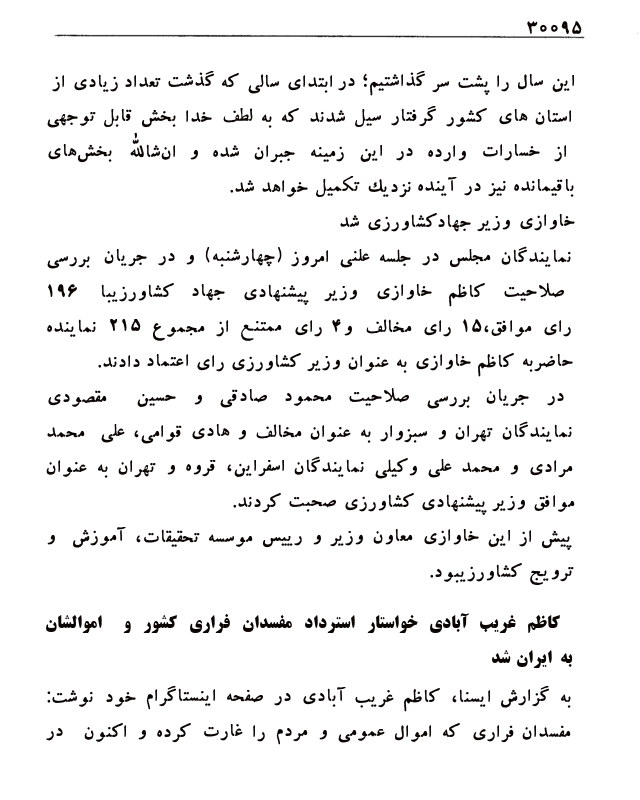 ۳۰۰۹۵
این سال را پشت سر گذاشتیم؛ در ابتدای سالی که گذشت تعداد زیادی از
استان های کشور گرفتار سیل شدند که به لطف خدا بخش قابل توجهی
از خسارات وارده در این زمینه جبران شده و ان‌شاالله بخش‌های
باقیمانده نیز در آینده نزدیك تکمیل خواهد شد.
خاوازی وزیر جهادکشاورزی شد
نمایندگان مجلس در جلسه علنی امروز (چهارشنبه) و در جریان بررسی
صلاحیت کاظم خاوازی وزیر پیشنهادی جهاد کشاورزیبا ۱۹۶
رای موافق،۱۵ رای مخالف و۴ رای ممتنع از مجموع ۲۱۵ نماینده
حاضربه کاظم خاوازی به عنوان وزیر کشاورزی رای اعتماد دادند.
در جریان بررسی صلاحیت محمود صادقی و حسین مقصودی
نمایندگان تهران و سبزوار به عنوان مخالف و هادی قوامی، علی محمد
مرادی و محمد علی وکیلی نمایندگان اسفراین، قروه و تهران به عنوان
موافق وزیر پیشنهادی کشاورزی صحبت کردند.
پیش از این خاوازی معاون وزیر و رییس موسسه تحقیقات، آموزش و
ترویج کشاورزیبود.
کاظم غریب آبادی خواستار استرداد مفسدان فراری کشور و اموالشان
به ایران شد
به گزارش ایسنا، کاظم غریب آبادی در صفحه اینستاگرام خود نوشت:
مفسدان فراری که اموال عمومی و مردم را غارت کرده و اکنون در